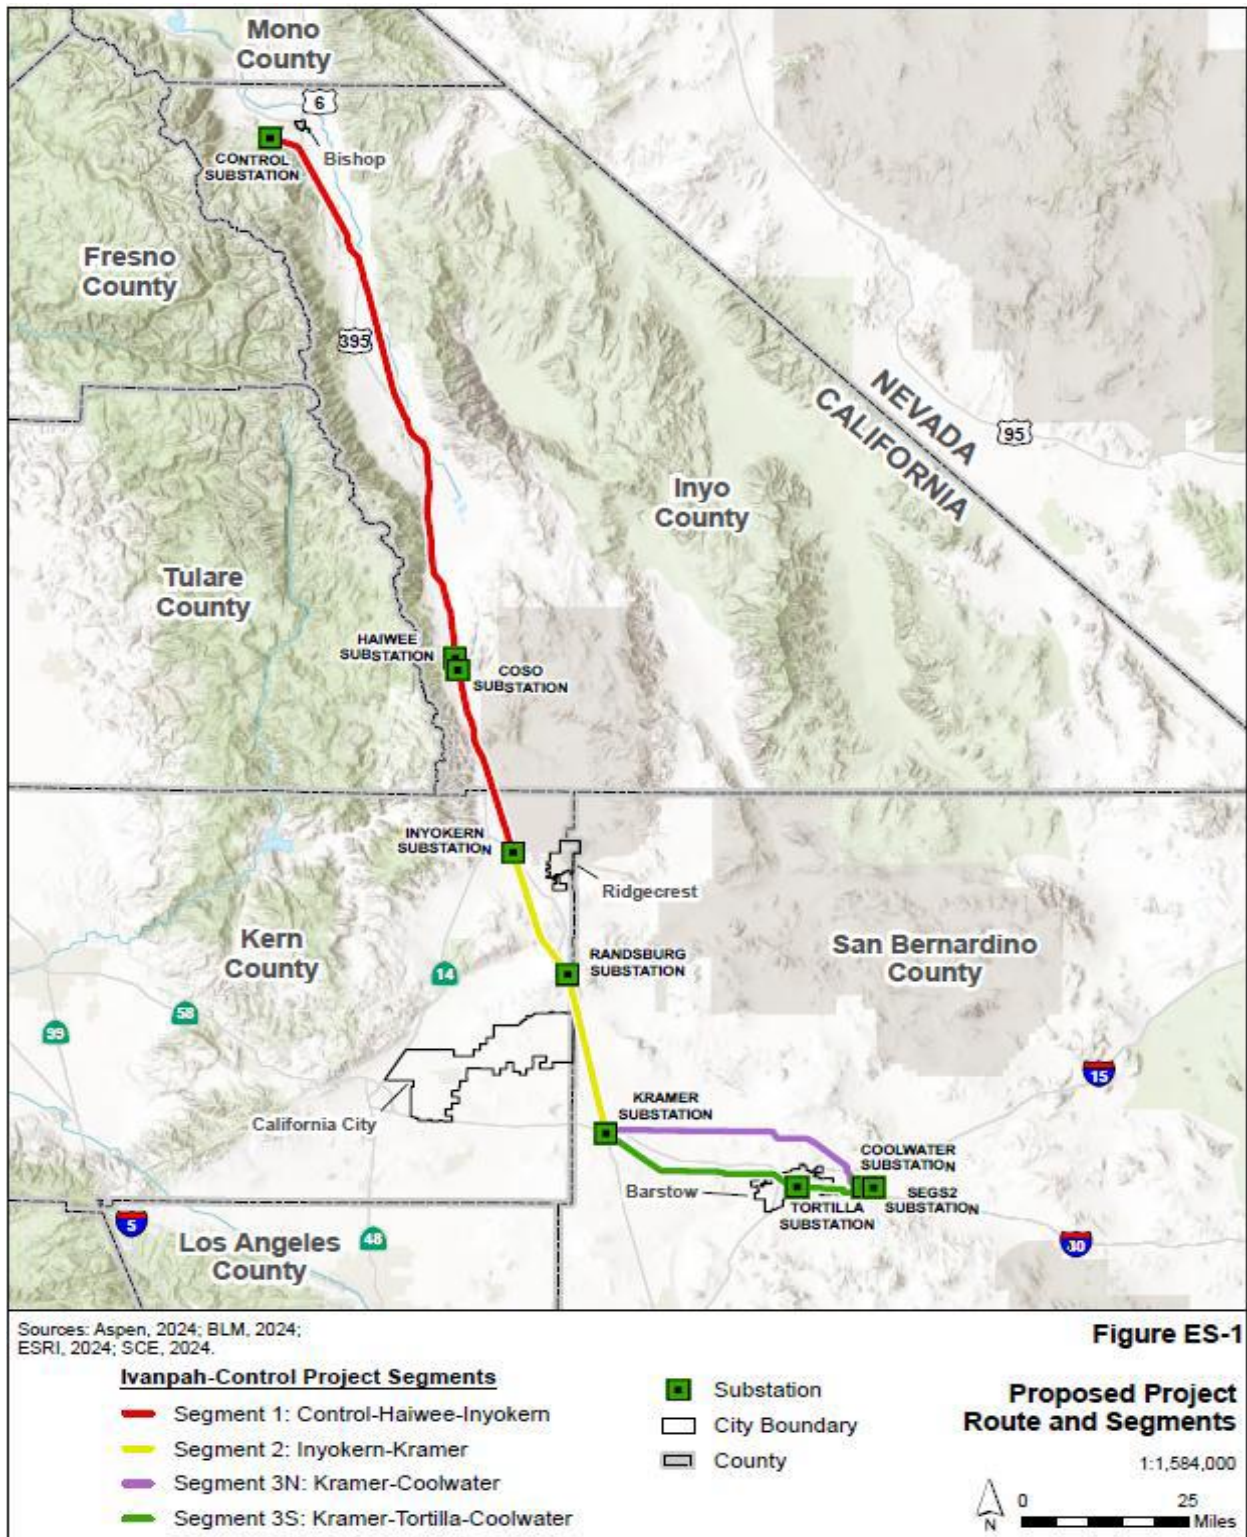 Mono
County
6
CONTROL
SUBSTATION
Bishop
Fresno
County
395
NEVADA
CALIFORNIA
95
Inyo
County
Tulare
County
HAIWEE
SUBSTATION
COSO
SUBSTATION
INYOKERN
SUBSTATION
Ridgecrest
Kern
County
RANDSBURG
SUBSTATION
San Bernardino
County
14
58
99
15
KRAMER
SUBSTATION
California City
COOLWATER
SUBSTATION
Barstow
TORTILLA
SUBSTATION
SEGS2
SUBSTATION
5
Los Angeles
County
48
Sources: Aspen, 2024; BLM, 2024;
ESRI, 2024; SCE, 2024.
Figure ES-1
Ivanpah-Control Project Segments
Segment 1: Control-Haiwee-Inyokern
Segment 2: Inyokern-Kramer
Segment 3N: Kramer-Coolwater
Segment 3S: Kramer-Tortilla-Coolwater
Substation
City Boundary
County
Proposed Project
Route and Segments
1:1,584,000
N
0 25
Miles